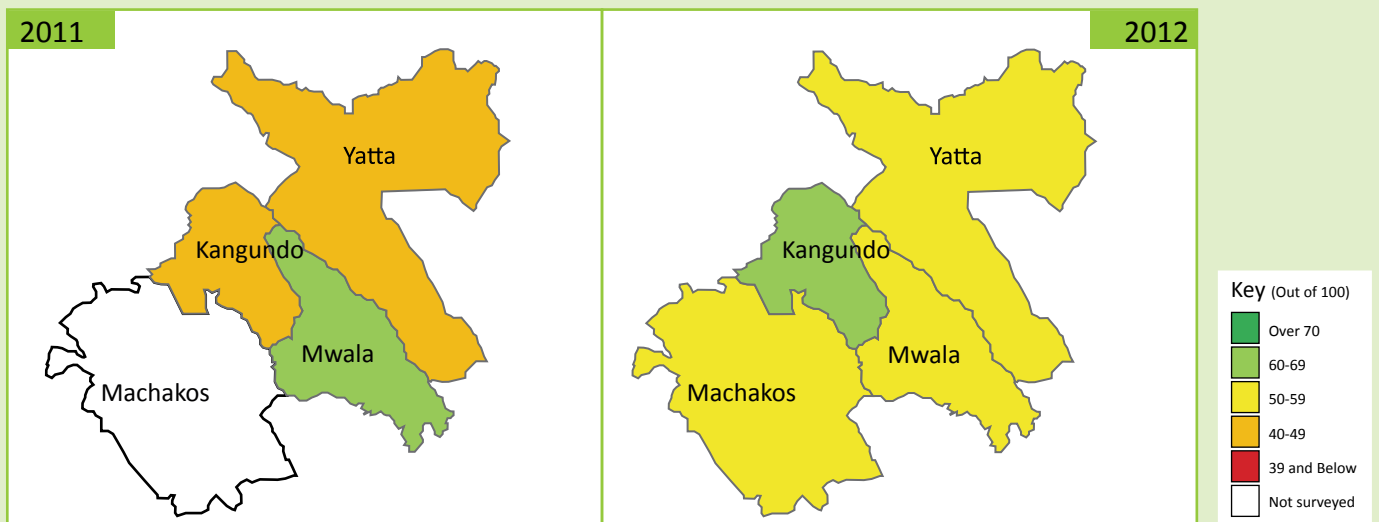 2011
Yatta
Kangundo
Mwala
Machakos
2012
Yatta
Kangundo
Mwala
Machakos
Key (Out of 100)
Over 70
60-69
50-59
40-49
39 and Below
Not surveyed